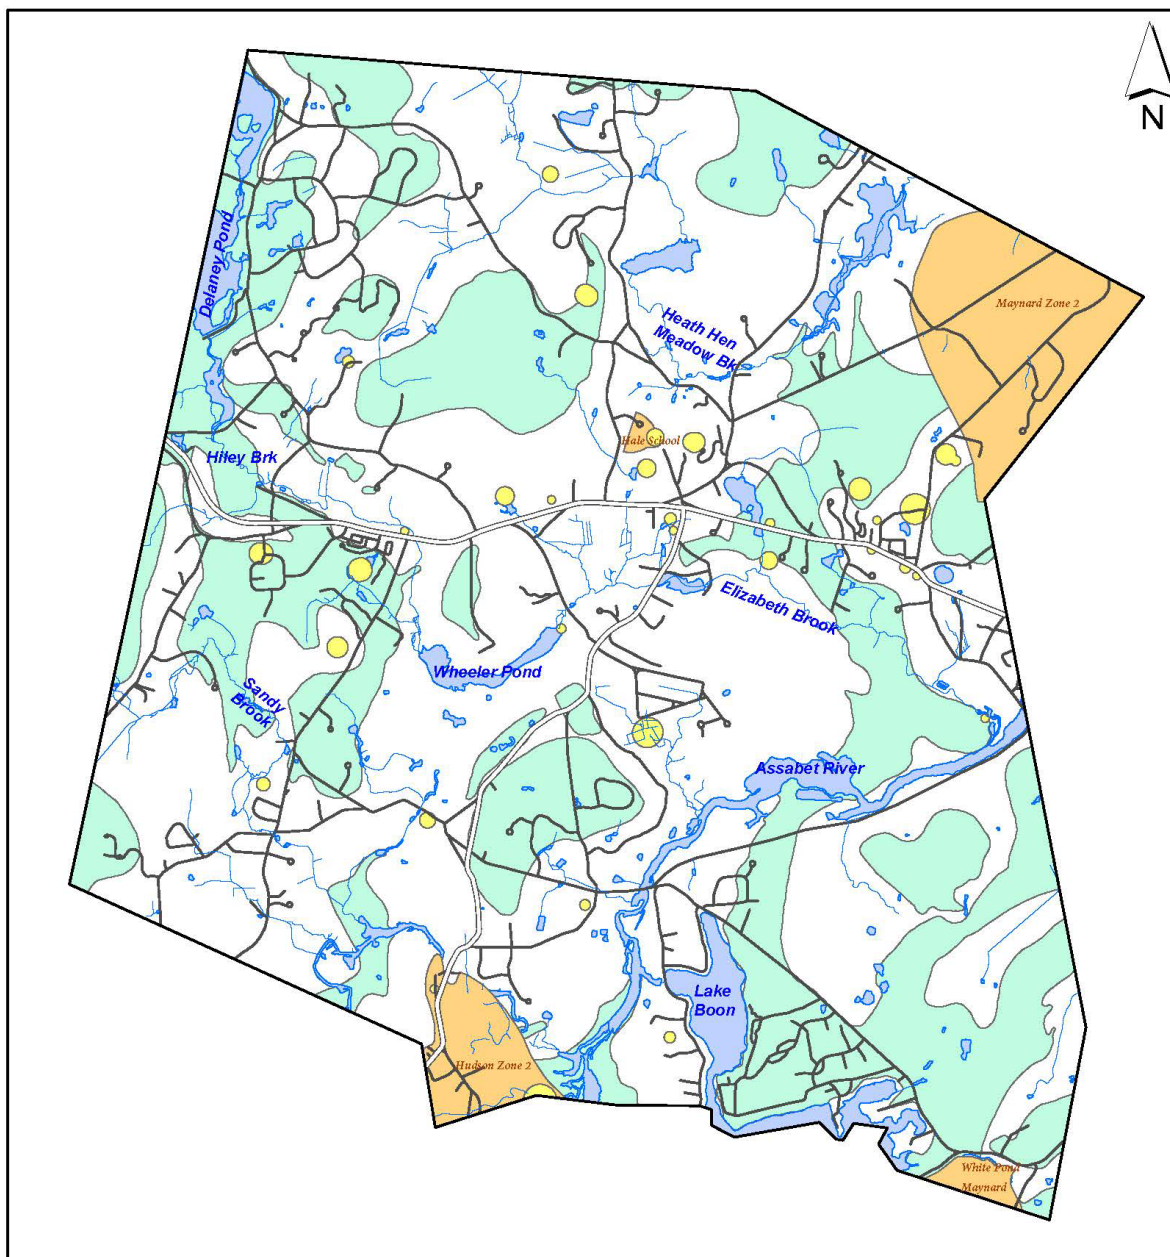 N
Delaney Pond
Maynard Zone 2
Heath Hen
Meadow Bk
Hale School
Hiley Brk
Elizabeth Brook
Wheeler Pond
Sandy
Brook
Assabet River
Lake
Boon
Hudson Zone 2
White Pond
Maynard